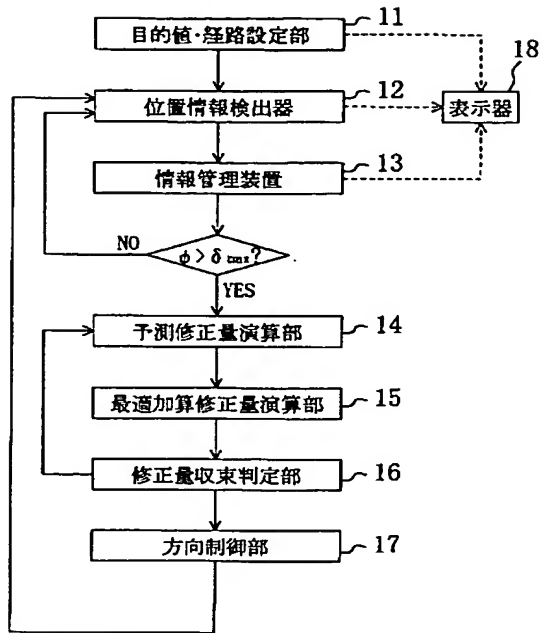 目的値・経路設定部
11
18
位置情報検出器
12
表示器
情報管理装置
13
NO
φ > δ tmx?
YES
予測修正量演算部
14
最適加算修正量演算部
15
修正量収束判定部
16
方向制御部
17